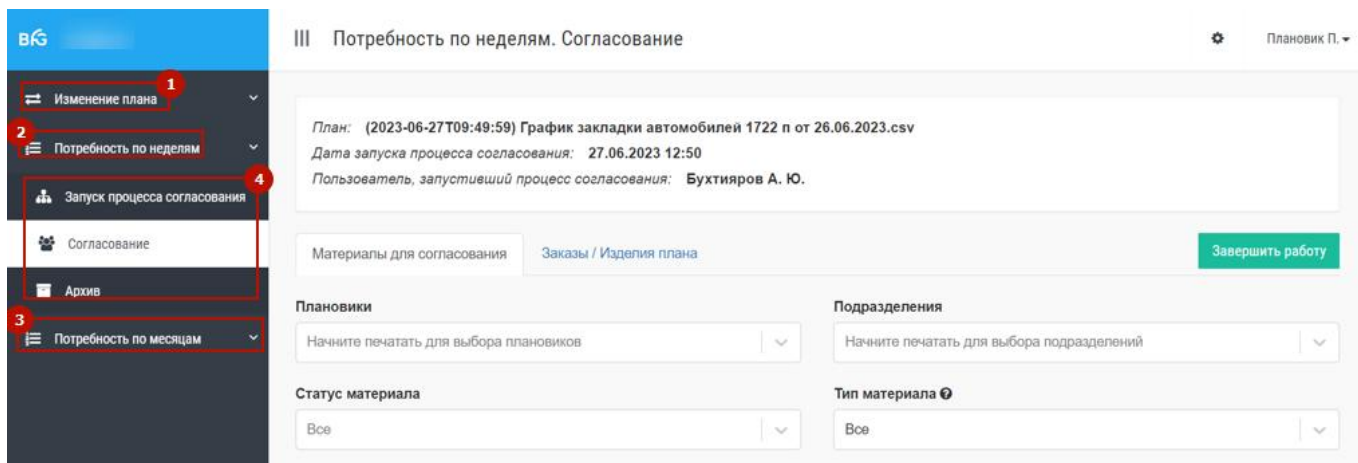 BFG
Потребность по неделям. Согласование
Плановик П.
1
Изменение плана
2
Потребность по неделям
4
Запуск процесса согласования
Согласование
Архив
3
Потребность по месяцам
План: (2023-06-27T09:49:59) График закладки автомобилей 1722 п от 26.06.2023.csv
Дата запуска процесса согласования: 27.06.2023 12:50
Пользователь, запустивший процесс согласования: Бухтияров А. Ю.
Материалы для согласования
Заказы / Изделия плана
Завершить работу
Плановики
Подразделения
Начните печатать для выбора плановиков
Начните печатать для выбора подразделений
Статус материала
Тип материала ?
Все
Все